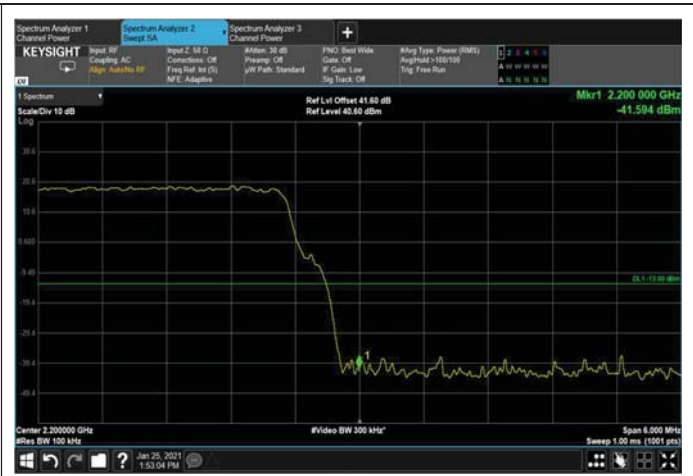 Spectrum Analyzer 1
Channel Power
Spectrum Analyzer 2
Swept SA
Spectrum Analyzer 3
Channel Power
+
KEYSIGHT
Input: RF
Coupling: AC
Align: Auto/No RF
Input Z: 50 Ω
Corrections: Off
Freq Ref: Int (S)
NFE: Adaptive
#Atten: 30 dB
Preamp: Off
µW Path: Standard
PNO: Best Wide
Gate: Off
IF Gain: Low
Sig Track: Off
#Avg Type: Power (RMS)
Avg|Hold:>100/100
Trig: Free Run
1 2 3 4 5 6
A W W W W W
A N N N N N
LXI
1 Spectrum
Scale/Div 10 dB
Log
Ref Lvl Offset 41.60 dB
Ref Level 40.60 dBm
Mkr1 2.200 000 GHz
-41.594 dBm
30.6
20.6
10.6
0.600
-9.40
-19.4
-29.4
-39.4
-49.4
DL1 -13.00 dBm
1
Center 2.200000 GHz
#Res BW 100 kHz
#Video BW 300 kHz*
Span 6.000 MHz
Sweep 1.00 ms (1001 pts)
?
Jan 25, 2021
1:53:04 PM